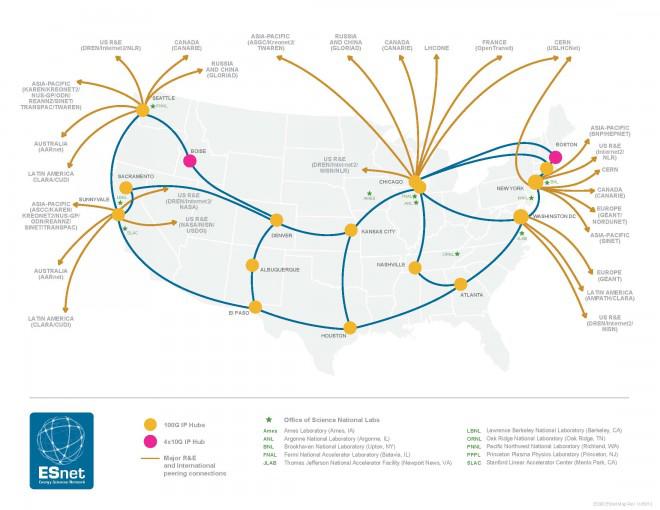 US R&E
(DREN/Internet2/NLR)
CANADA
(CANARIE)
ASIA-PACIFIC
(ASGC/Kreonet2/
TWAREN)
RUSSIA
AND CHINA
(GLORIAD)
CANADA
(CANARIE)
LHCONE
FRANCE
(OpenTransit)
CERN
(USLHCNet)
RUSSIA
AND CHINA
(GLORIAD)
ASIA-PACIFIC
(KAREN/KREONET2/
NUS-GP/ODN/
REANNZ/SINET/
TRANSPAC/TWAREN)
SEATTLE
PNNL
AUSTRALIA
(AARnet)
LATIN AMERICA
CLARA/CUDI
BOISE
US R&E
(DREN/Internet2/
NISN/NLR)
CHICAGO
FNAL
ANL
AMES
BOSTON
ASIA-PACIFIC
(BNP/HEPNET)
US R&E
(Internet2/
NLR)
CERN
CANADA
(CANARIE)
EUROPE
(GÉANT/
NORDUNET)
ASIA-PACIFIC
(SINET)
NEW YORK
BNL
PPPL
WASHINGTON DC
JLAB
SACRAMENTO
LBNL
SUNNYVALE
SLAC
US R&E
(DREN/Internet2/
NASA)
US R&E
(NASA/NISN/
USDOI)
ASIA-PACIFIC
(ASCC/KAREN/
KREONET2/NUS-GP/
ODN/REANNZ/
SINET/TRANSPAC)
AUSTRALIA
(AARnet)
LATIN AMERICA
(CLARA/CUDI)
DENVER
KANSAS CITY
ALBUQUERQUE
EL PASO
HOUSTON
NASHVILLE
ORNL
ATLANTA
EUROPE
(GÉANT)
LATIN AMERICA
(AMPATH/CLARA)
US R&E
(DREN/Internet2/
NISN)
ESnet
Energy Sciences Network
100G IP Hubs
4x10G IP Hub
Major R&E
and International
peering connections
Office of Science National Labs
Ames Ames Laboratory (Ames, IA)
ANL Argonne National Laboratory (Argonne, IL)
BNL Brookhaven National Laboratory (Upton, NY)
FNAL Fermi National Accelerator Laboratory (Batavia, IL)
JLAB Thomas Jefferson National Accelerator Facility (Newport News, VA)
LBNL Lawrence Berkeley National Laboratory (Berkeley, CA)
ORNL Oak Ridge National Laboratory (Oak Ridge, TN)
PNNL Pacific Northwest National Laboratory (Richland, WA)
PPPL Princeton Plasma Physics Laboratory (Princeton, NJ)
SLAC Stanford Linear Accelerator Center (Menlo Park, CA)